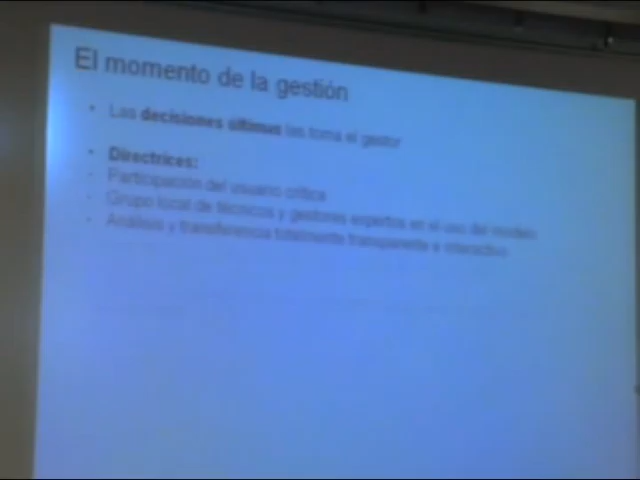 El momento de la gestión
Las decisiones últimas las toma el gestor
Directrices:
Participación del usuario crítica
Grupo local de técnicos y gestores expertos en el uso del modelo
Análisis y transferencia totalmente transparente e interactivo